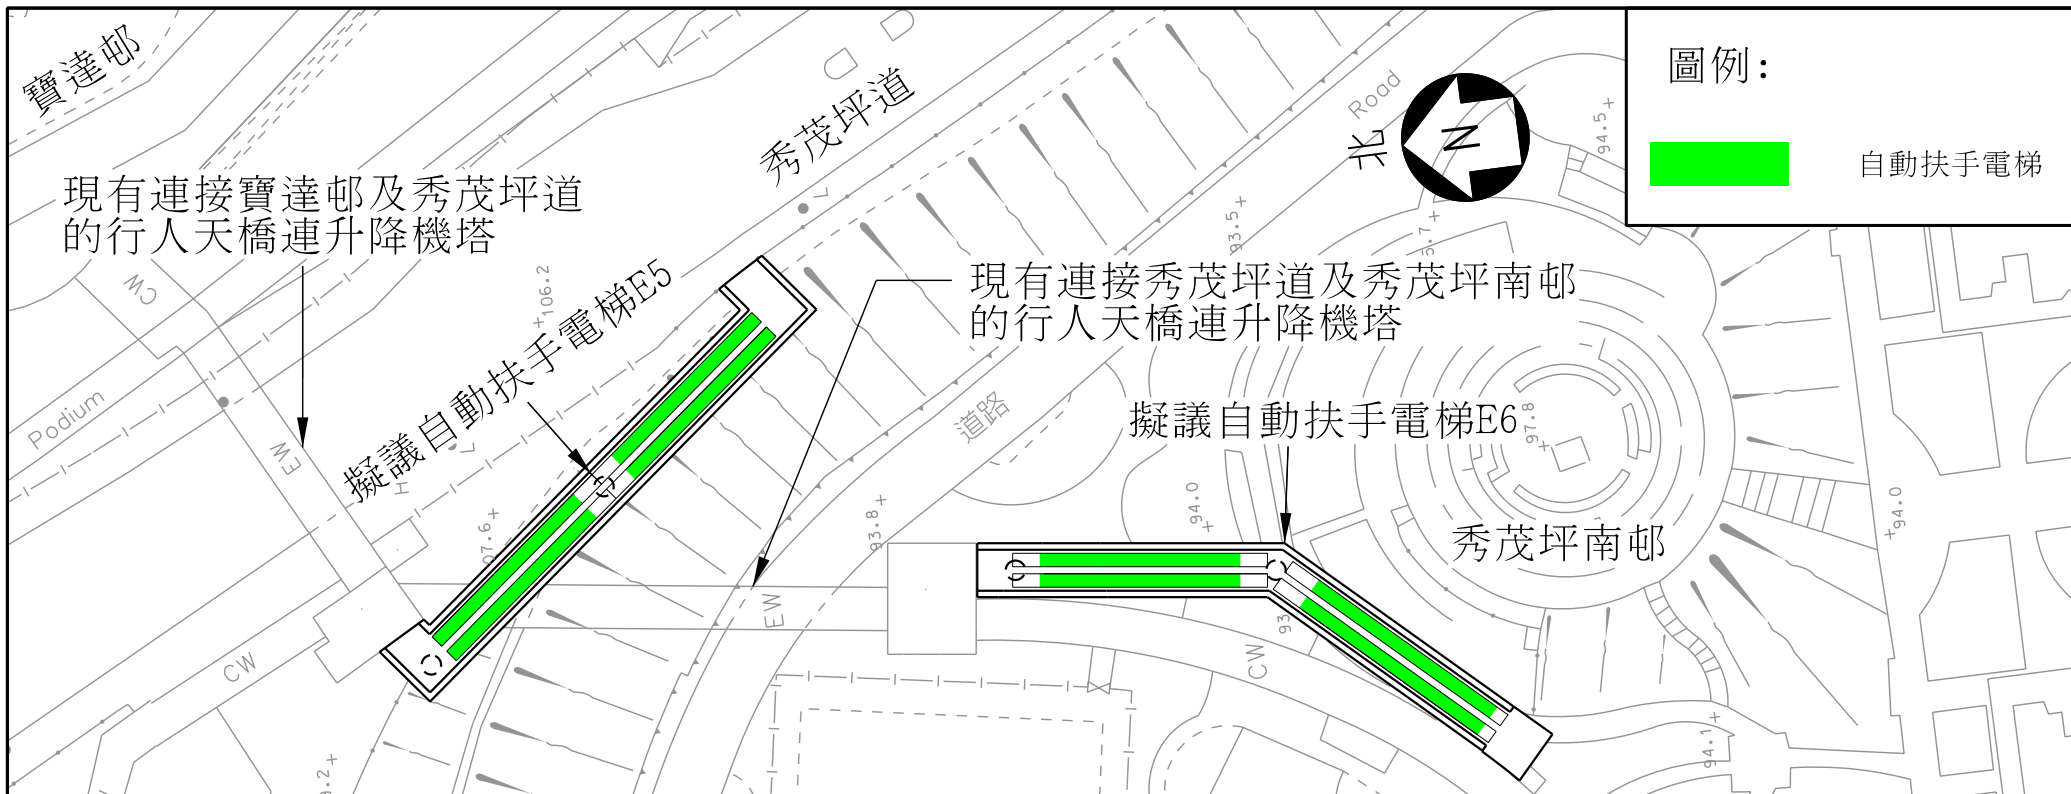 寶達邨
秀茂坪道
Road
北
N
圖例:
自動扶手電梯
94.5
現有連接寶達邨及秀茂坪道
的行人天橋連升降機塔
CW
106.2
擬議自動扶手電梯E5
93.5
5.7
現有連接秀茂坪道及秀茂坪南邨
的行人天橋連升降機塔
Podium
EW
H
道路
擬議自動扶手電梯E6
97.8
07.6
93.8
94.0
94.0
秀茂坪南邨
CW
EW
93
CW
94.1